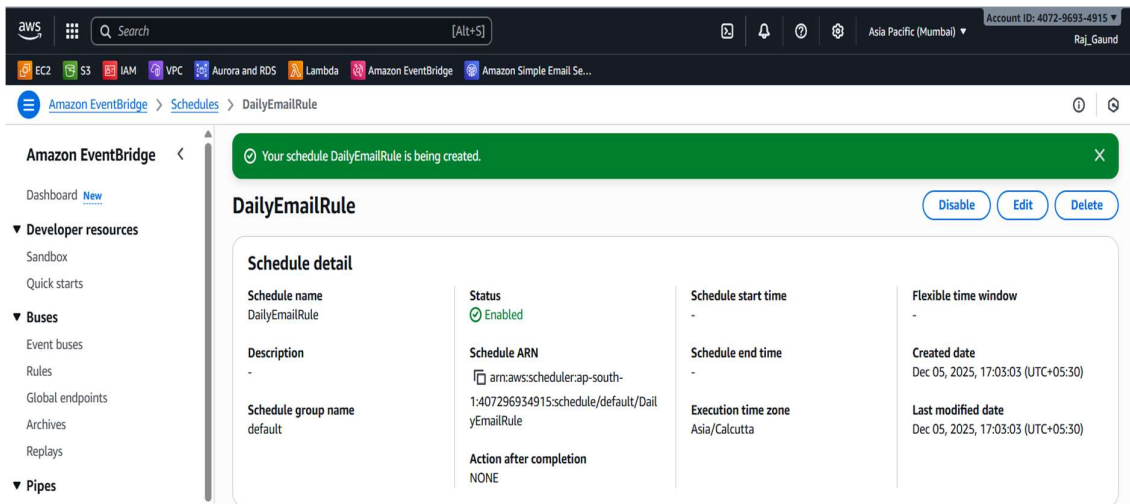 aws
Search [Alt+S]
Asia Pacific (Mumbai) ▼
Account ID: 4072-9693-4915 ▼
Raj_Gaund
EC2 S3 IAM VPC Aurora and RDS Lambda Amazon EventBridge Amazon Simple Email Se...
Amazon EventBridge > Schedules > DailyEmailRule
Amazon EventBridge
Dashboard New
▼ Developer resources
Sandbox
Quick starts
▼ Buses
Event buses
Rules
Global endpoints
Archives
Replays
▼ Pipes
Your schedule DailyEmailRule is being created.
DailyEmailRule
Disable Edit Delete
Schedule detail
Schedule name
DailyEmailRule
Description
-
Schedule group name
default
Status
Enabled
Schedule ARN
arn:aws:scheduler:ap-south-
1:407296934915:schedule/default/Dail
yEmailRule
Action after completion
NONE
Schedule start time
-
Schedule end time
-
Execution time zone
Asia/Calcutta
Flexible time window
-
Created date
Dec 05, 2025, 17:03:03 (UTC+05:30)
Last modified date
Dec 05, 2025, 17:03:03 (UTC+05:30)